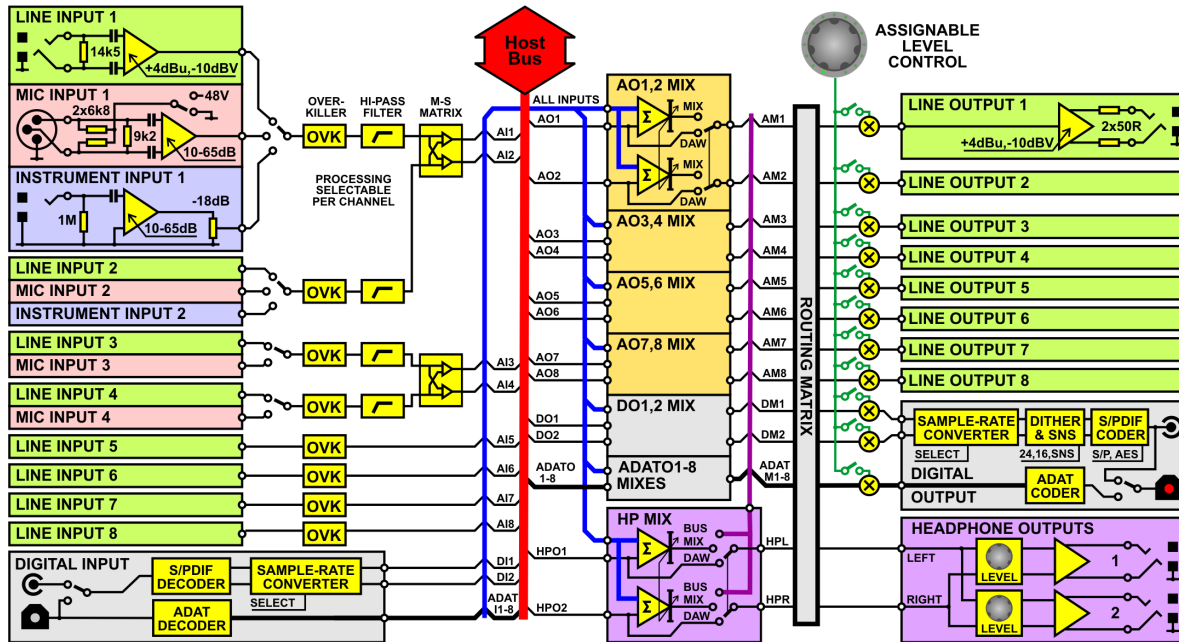 LINE INPUT 1
14k5
+4dBu,-10dBV
MIC INPUT 1
48V
2x6k8
9k2
10-65dB
INSTRUMENT INPUT 1
-18dB
1M
10-65dB
LINE INPUT 2
MIC INPUT 2
INSTRUMENT INPUT 2
LINE INPUT 3
MIC INPUT 3
LINE INPUT 4
MIC INPUT 4
LINE INPUT 5
LINE INPUT 6
LINE INPUT 7
LINE INPUT 8
DIGITAL INPUT
S/PDIF
DECODER
SAMPLE-RATE
CONVERTER
SELECT
ADAT
DECODER
OVER-
KILLER
HI-PASS
FILTER
M-S
MATRIX
OVK
PROCESSING
SELECTABLE
PER CHANNEL
OVK
OVK
OVK
OVK
OVK
OVK
OVK
Host
Bus
AI1
AI2
AI3
AI4
AI5
AI6
AI7
AI8
DI1
DI2
ADAT
I1-8
ALL INPUTS
AO1
AO2
AO3
AO4
AO5
AO6
AO7
AO8
DO1
DO2
ADATO
1-8
HPO1
HPO2
AO1,2 MIX
Σ
MIX
DAW
Σ
MIX
DAW
AO3,4 MIX
AO5,6 MIX
AO7,8 MIX
DO1,2 MIX
ADATO1-8
MIXES
HP MIX
Σ
BUS
MIX
DAW
Σ
BUS
MIX
DAW
AM1
AM2
AM3
AM4
AM5
AM6
AM7
AM8
DM1
DM2
ADAT
M1-8
HPL
HPR
ROUTING MATRIX
ASSIGNABLE
LEVEL
CONTROL
LINE OUTPUT 1
2x50R
+4dBu,-10dBV
LINE OUTPUT 2
LINE OUTPUT 3
LINE OUTPUT 4
LINE OUTPUT 5
LINE OUTPUT 6
LINE OUTPUT 7
LINE OUTPUT 8
SAMPLE-RATE
CONVERTER
SELECT
DITHER
& SNS
24,16,SNS
S/PDIF
CODER
S/P, AES
DIGITAL
OUTPUT
ADAT
CODER
HEADPHONE OUTPUTS
LEFT
LEVEL
1
RIGHT
LEVEL
2